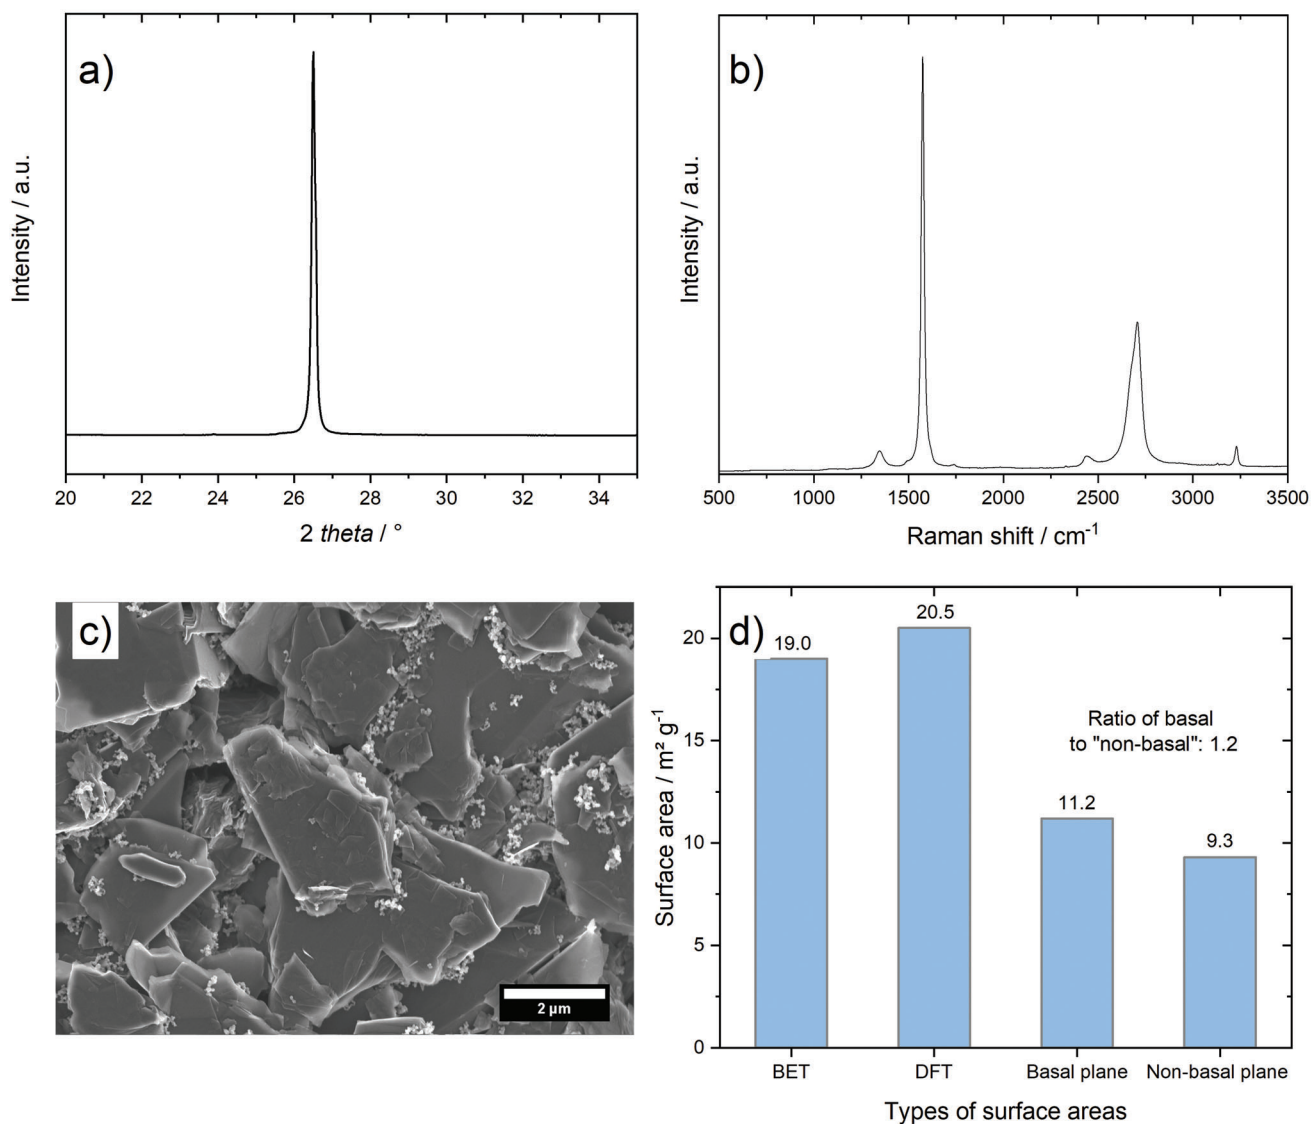 a)
Intensity / a.u.
20 22 24 26 28 30 32 34
2 theta / °
b)
Intensity / a.u.
500 1000 1500 2000 2500 3000 3500
Raman shift / cm⁻¹
c)
2 µm
d)
Surface area / m² g⁻¹
20
15
10
5
0
19.0
20.5
11.2
9.3
Ratio of basal
to "non-basal": 1.2
BET DFT Basal plane Non-basal plane
Types of surface areas